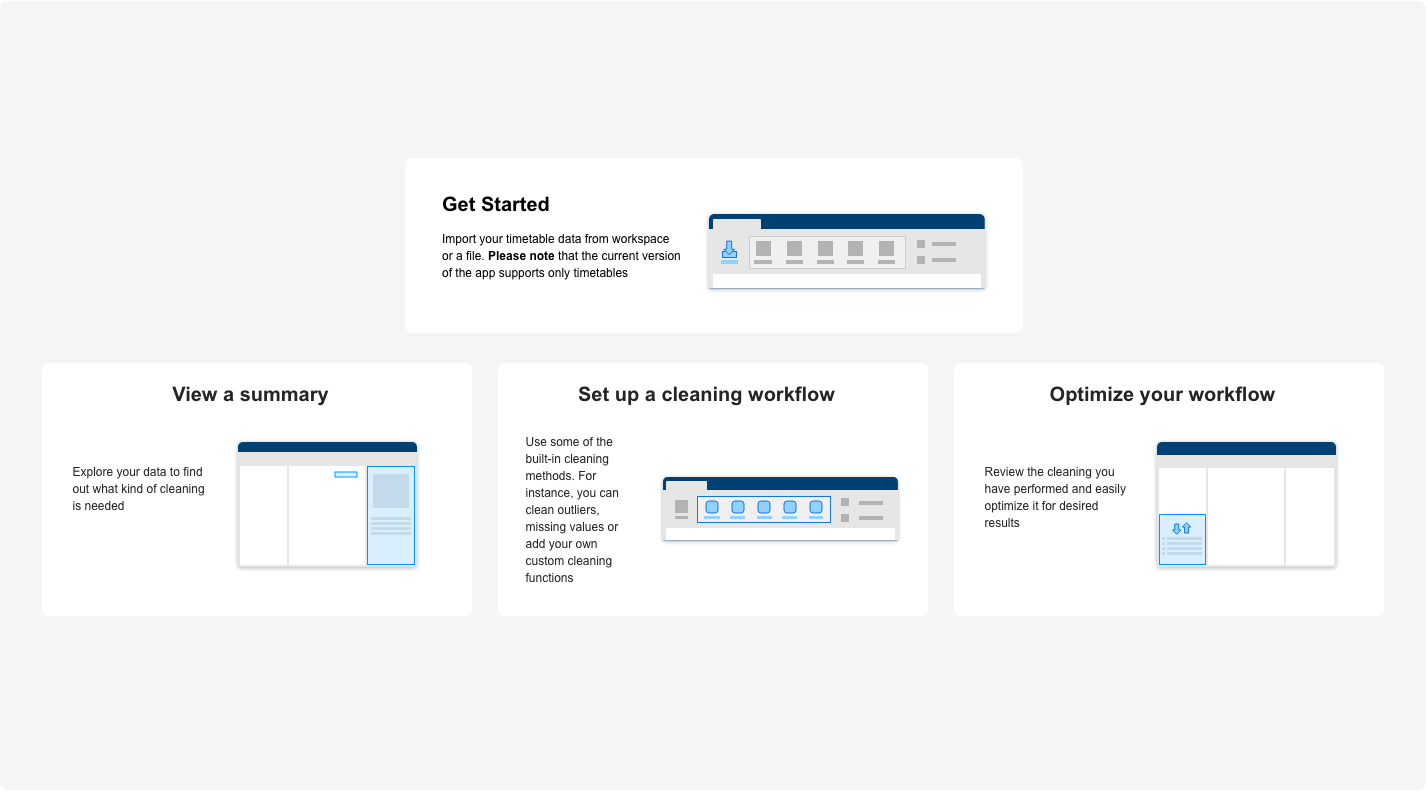 Get Started
Import your timetable data from workspace
or a file. Please note that the current version
of the app supports only timetables
View a summary
Explore your data to find
out what kind of cleaning
is needed
Set up a cleaning workflow
Use some of the
built-in cleaning
methods. For
instance, you can
clean outliers,
missing values or
add your own
custom cleaning
functions
Optimize your workflow
Review the cleaning you
have performed and easily
optimize it for desired
results